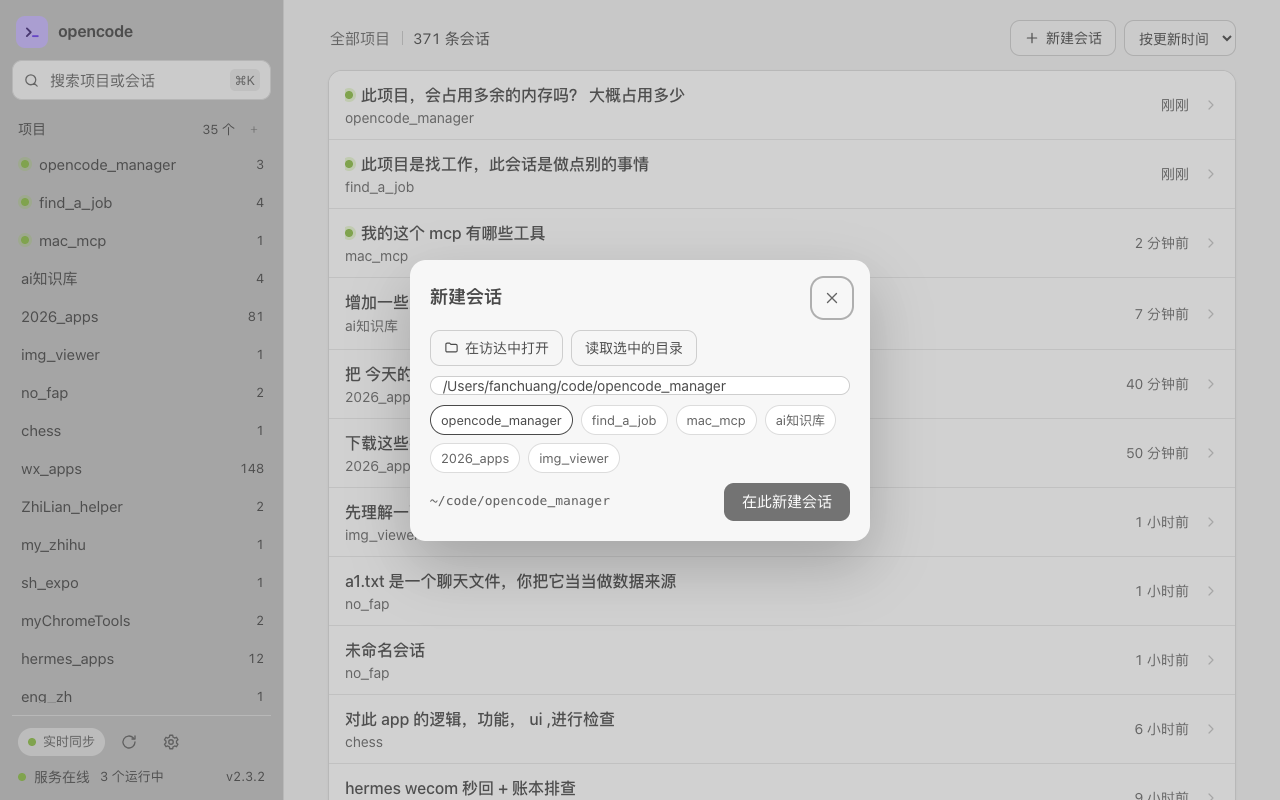 opencode
搜索项目或会话 ⌘K
项目 35 个 +
opencode_manager 3
find_a_job 4
mac_mcp 1
ai知识库 4
2026_apps 81
img_viewer 1
no_fap 2
chess 1
wx_apps 148
ZhiLian_helper 2
my_zhihu 1
sh_expo 1
myChromeTools 2
hermes_apps 12
eng_zh 1
实时同步
服务在线 3 个运行中 v2.3.2
全部项目 371 条会话
新建会话 按更新时间
此项目，会占用多余的内存吗？ 大概占用多少
opencode_manager
刚刚
此项目是找工作，此会话是做点别的事情
find_a_job
刚刚
我的这个 mcp 有哪些工具
mac_mcp
2 分钟前
增加一些
ai知识库
7 分钟前
把 今天的
2026_app
40 分钟前
下载这些
2026_app
50 分钟前
先理解一
img_viewe
1 小时前
a1.txt 是一个聊天文件，你把它当当做数据来源
no_fap
1 小时前
未命名会话
no_fap
1 小时前
对此 app 的逻辑，功能， ui ,进行检查
chess
6 小时前
hermes wecom 秒回 + 账本排查
9 小时前
新建会话
在访达中打开 读取选中的目录
/Users/fanchuang/code/opencode_manager
opencode_manager find_a_job mac_mcp ai知识库
2026_apps img_viewer
~/code/opencode_manager 在此新建会话